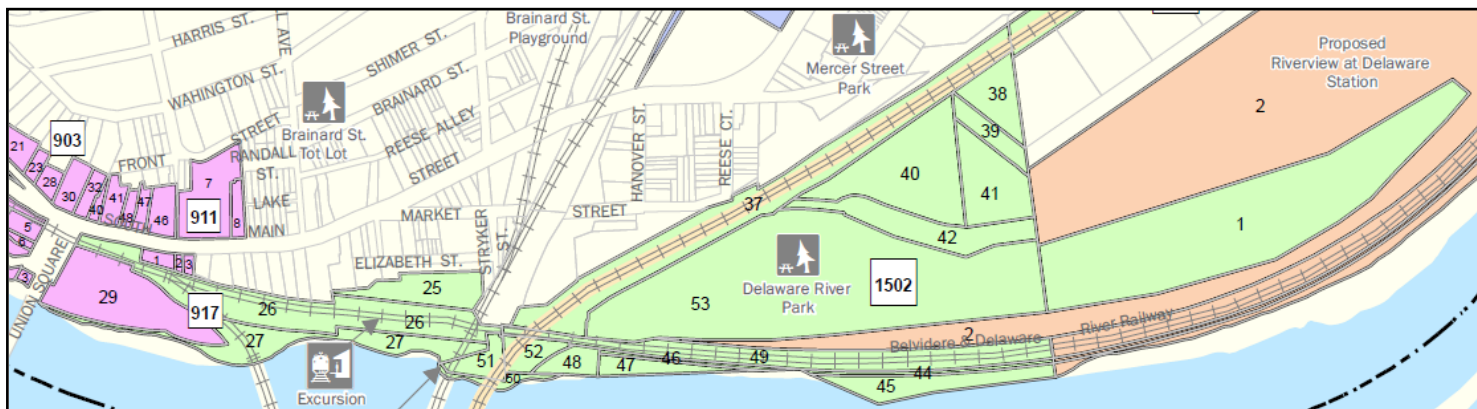 HARRIS ST.
L AVE
SHIMER ST.
Brainard St.
Playground
Mercer Street
Park
Proposed
Riverview at Delaware
Station
WAHINGTON ST.
BRAINARD ST.
STREET
Brainard St.
Tot Lot
REESE ALLEY
STREET
HANOVER ST.
REESE CT.
38
39
2
903
21
23
28
30
32
40
41
48
47
46
FRONT
RANDALL
ST.
7
911
8
LAKE
SOUTH
MAIN
MARKET
STREET
STRYKER
ST.
37
40
41
42
1
5
6
3
UNION SQUARE
1
2
3
ELIZABETH ST.
25
29
917
26
26
27
27
Delaware River
Park
1502
53
2
Belvidere & Delaware
River Railway
51
52
50
48
47
46
49
44
45
Excursion